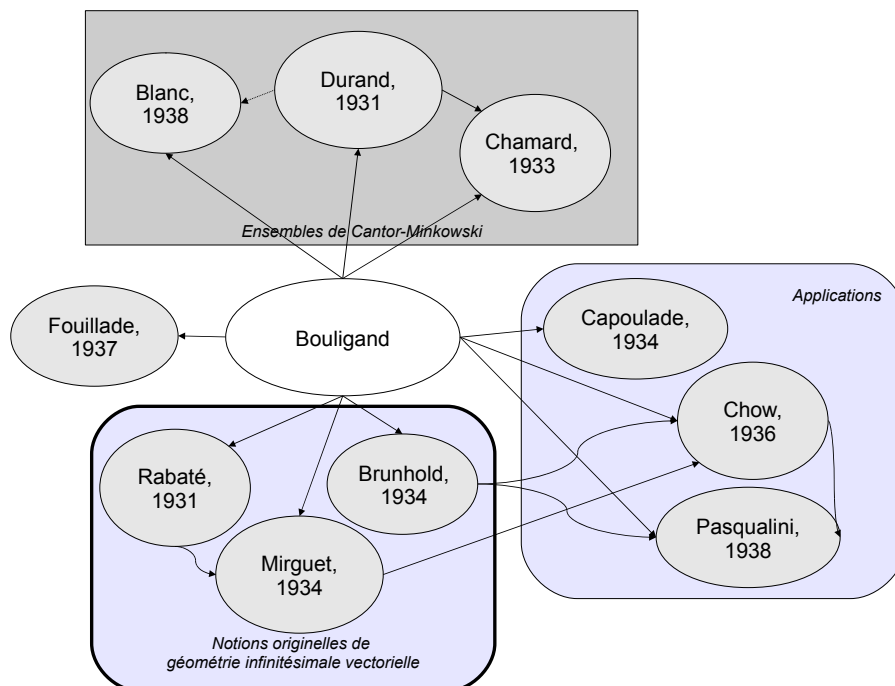 Blanc,
1938
Durand,
1931
Chamard,
1933
Ensembles de Cantor-Minkowski
Fouillade,
1937
Bouligand
Applications
Capoulade,
1934
Chow,
1936
Pasqualini,
1938
Rabaté,
1931
Brunhold,
1934
Mirguet,
1934
Notions originelles de
géométrie infinitésimale vectorielle